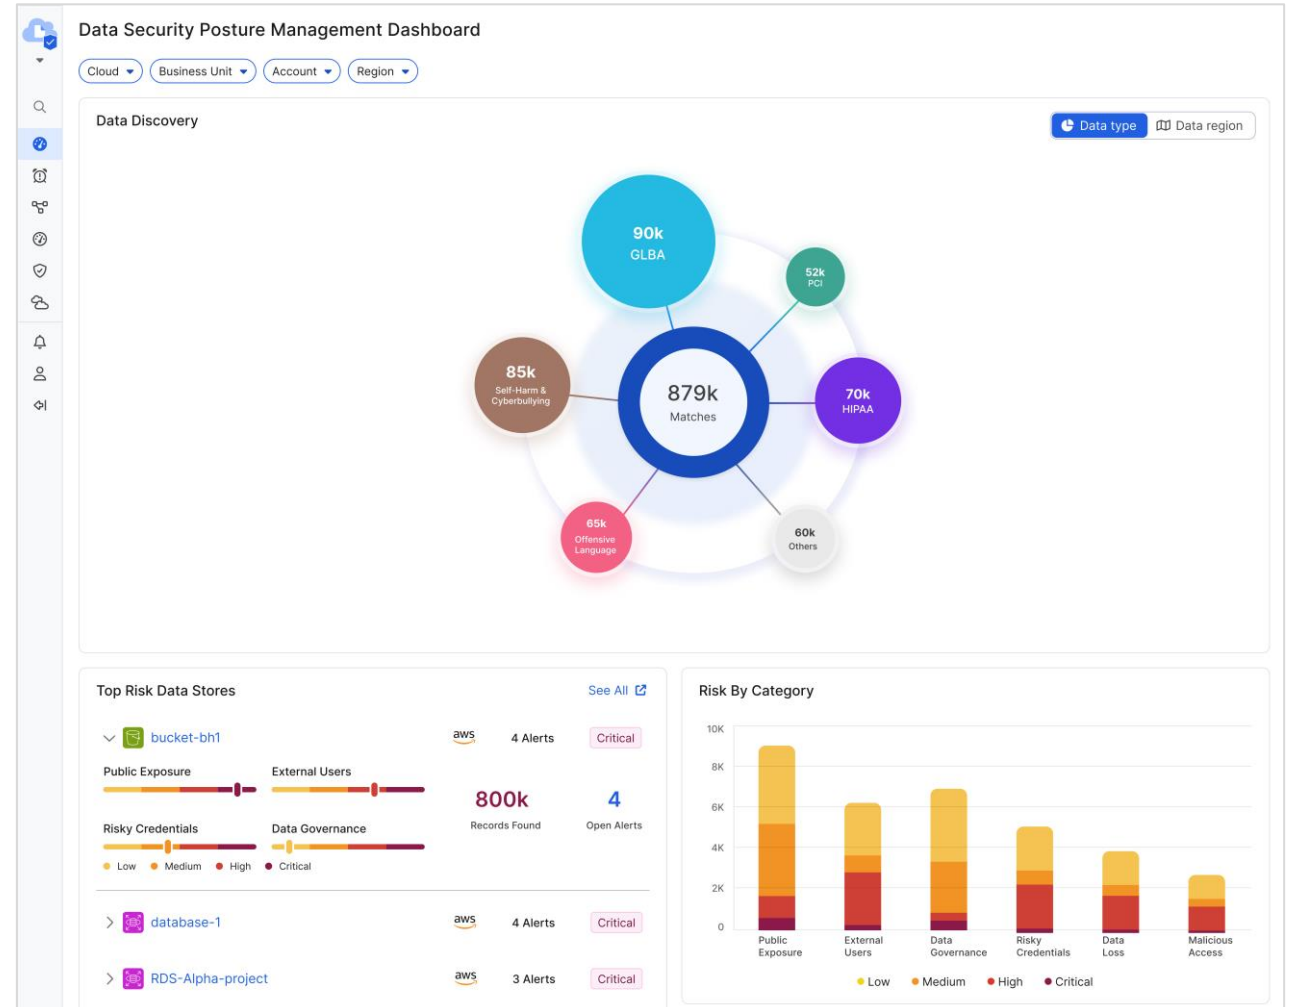 Data Security Posture Management Dashboard
Cloud
Business Unit
Account
Region
Data Discovery
Data type
Data region
90k
GLBA
52k
PCI
85k
Self-Harm &
Cyberbullying
879k
Matches
70k
HIPAA
65k
Offensive
Language
60k
Others
Top Risk Data Stores
See All
bucket-bh1
aws
4 Alerts
Critical
Public Exposure
External Users
800k
Records Found
4
Open Alerts
Risky Credentials
Data Governance
Low
Medium
High
Critical
database-1
aws
4 Alerts
Critical
RDS-Alpha-project
aws
3 Alerts
Critical
Risk By Category
10K
8K
6K
4K
2K
0
Public
Exposure
External
Users
Data
Governance
Risky
Credentials
Data
Loss
Malicious
Access
Low
Medium
High
Critical